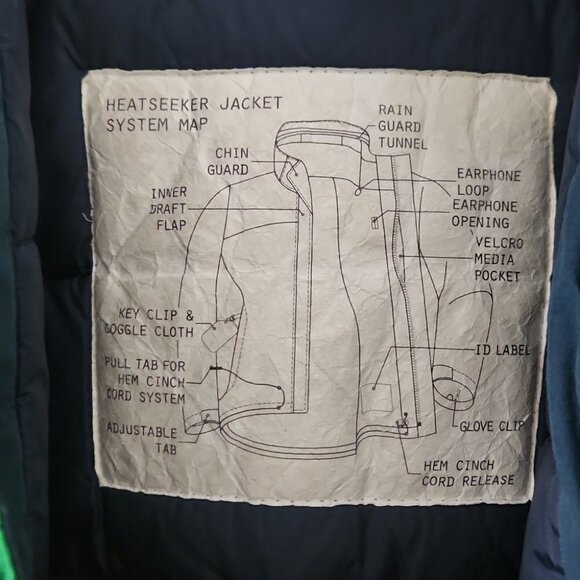 HEATSEEKER JACKET
SYSTEM MAP
RAIN
GUARD
TUNNEL
CHIN
GUARD
EARPHONE
LOOP
EARPHONE
OPENING
INNER
DRAFT
FLAP
VELCRO
MEDIA
POCKET
KEY CLIP &
GOGGLE CLOTH
ID LABEL
PULL TAB FOR
HEM CINCH
CORD SYSTEM
ADJUSTABLE
TAB
GLOVE CLIP
HEM CINCH
CORD RELEASE